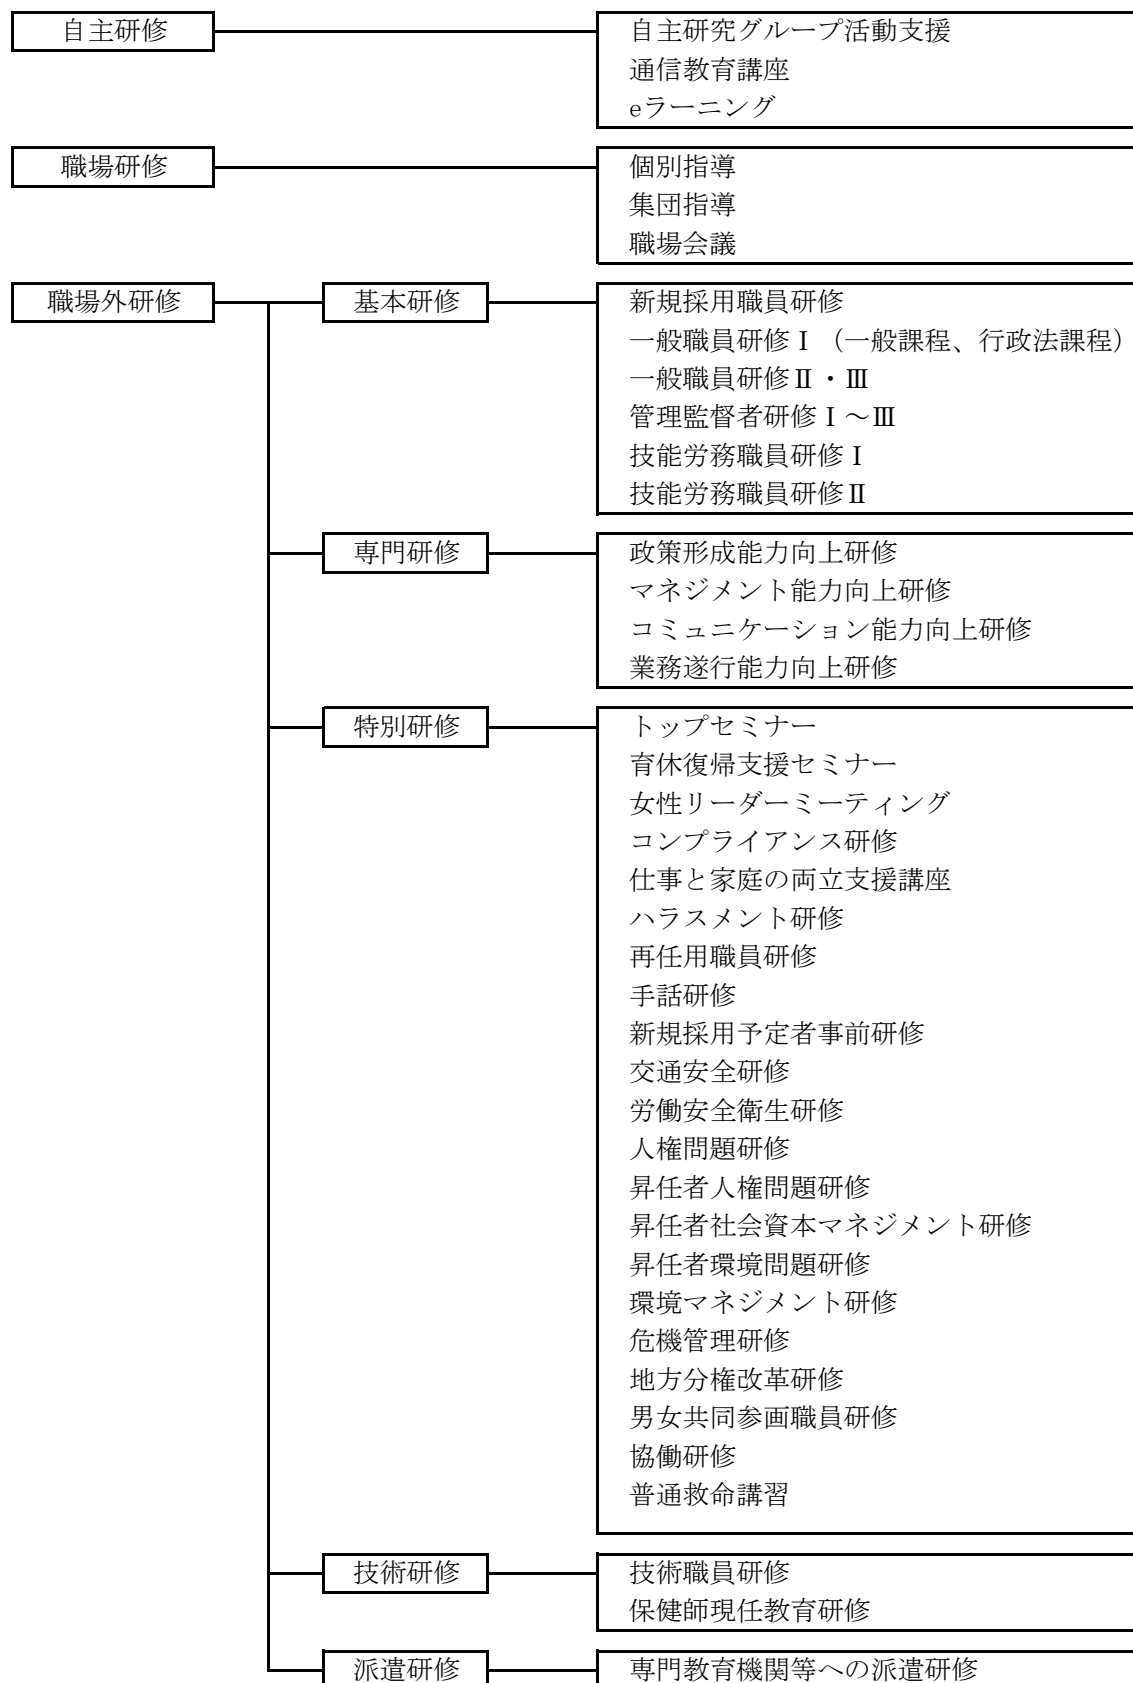 自主研修
自主研究グループ活動支援
通信教育講座
eラーニング
職場研修
個別指導
集団指導
職場会議
職場外研修
基本研修
新規採用職員研修
一般職員研修Ⅰ（一般課程、行政法課程）
一般職員研修Ⅱ・Ⅲ
管理監督者研修Ⅰ～Ⅲ
技能労務職員研修Ⅰ
技能労務職員研修Ⅱ
専門研修
政策形成能力向上研修
マネジメント能力向上研修
コミュニケーション能力向上研修
業務遂行能力向上研修
特別研修
トップセミナー
育休復帰支援セミナー
女性リーダーミーティング
コンプライアンス研修
仕事と家庭の両立支援講座
ハラスメント研修
再任用職員研修
手話研修
新規採用予定者事前研修
交通安全研修
労働安全衛生研修
人権問題研修
昇任者人権問題研修
昇任者社会資本マネジメント研修
昇任者環境問題研修
環境マネジメント研修
危機管理研修
地方分権改革研修
男女共同参画職員研修
協働研修
普通救命講習
技術研修
技術職員研修
保健師現任教育研修
派遣研修
専門教育機関等への派遣研修